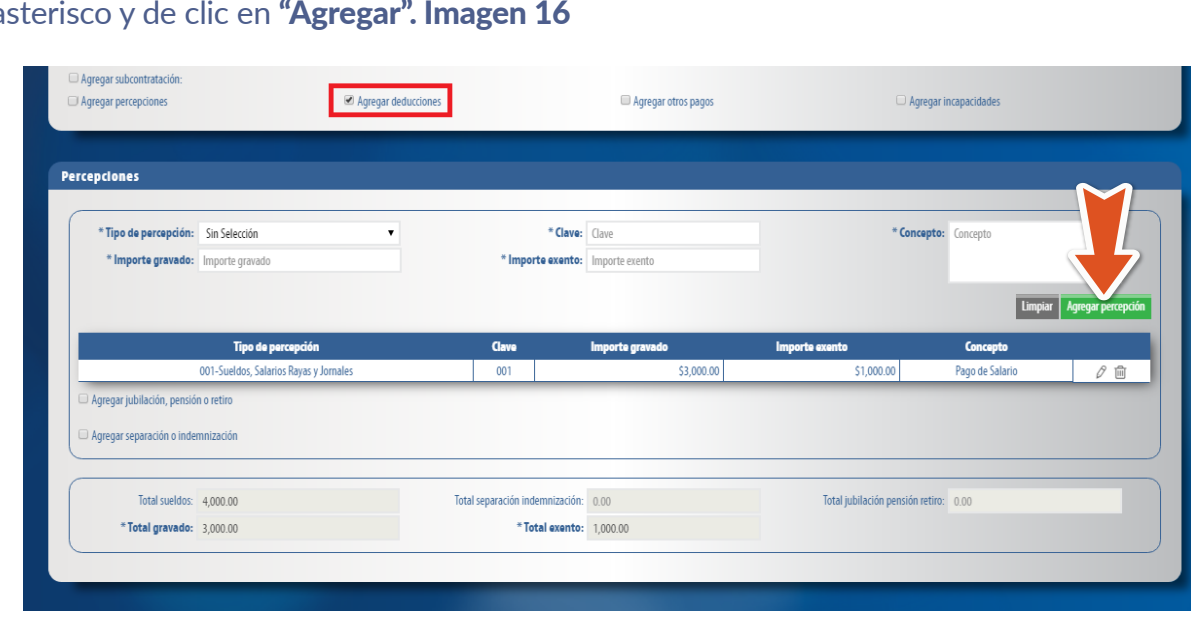 asterisco y de clic en “Agregar”. Imagen 16
Agregar subcontratación:
Agregar percepciones Agregar deducciones Agregar otros pagos Agregar incapacidades
Percepciones
* Tipo de percepción: Sin Selección * Clave: Clave * Concepto: Concepto
* Importe gravado: Importe gravado * Importe exento: Importe exento
Limpiar Agregar percepción
Tipo de percepción Clave Importe gravado Importe exento Concepto
001-Sueldos, Salarios Rayas y Jornales 001 $3,000.00 $1,000.00 Pago de Salario
Agregar jubilación, pensión o retiro
Agregar separación o indemnización
Total sueldos: 4,000.00 Total separación indemnización: 0.00 Total jubilación pensión retiro: 0.00
* Total gravado: 3,000.00 * Total exento: 1,000.00